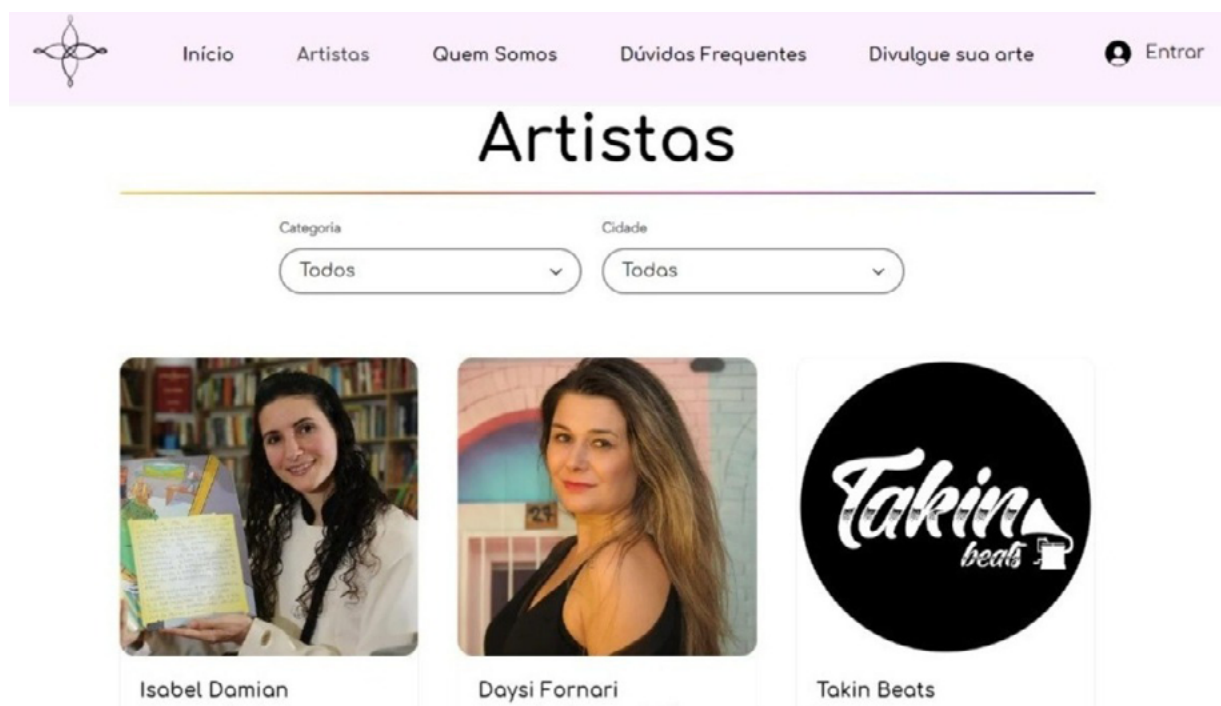 Início Artistas Quem Somos Dúvidas Frequentes Divulgue sua arte Entrar
Artistas
Categoria Cidade
Todos Todas
27
Takin
beats
Isabel Damian Daysi Fornari Takin Beats